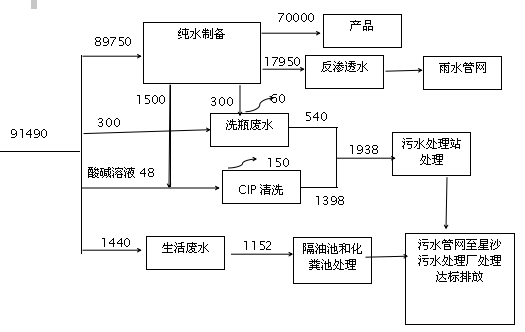 70000
纯水制备
产品
89750
17950
反渗透水
雨水管网
1500
300
60
91490
300
洗瓶废水
540
1938
污水处理站
处理
酸碱溶液 48
150
CIP 清洗
1398
1440
生活废水
1152
隔油池和化
粪池处理
污水管网至星沙
污水处理厂处理
达标排放